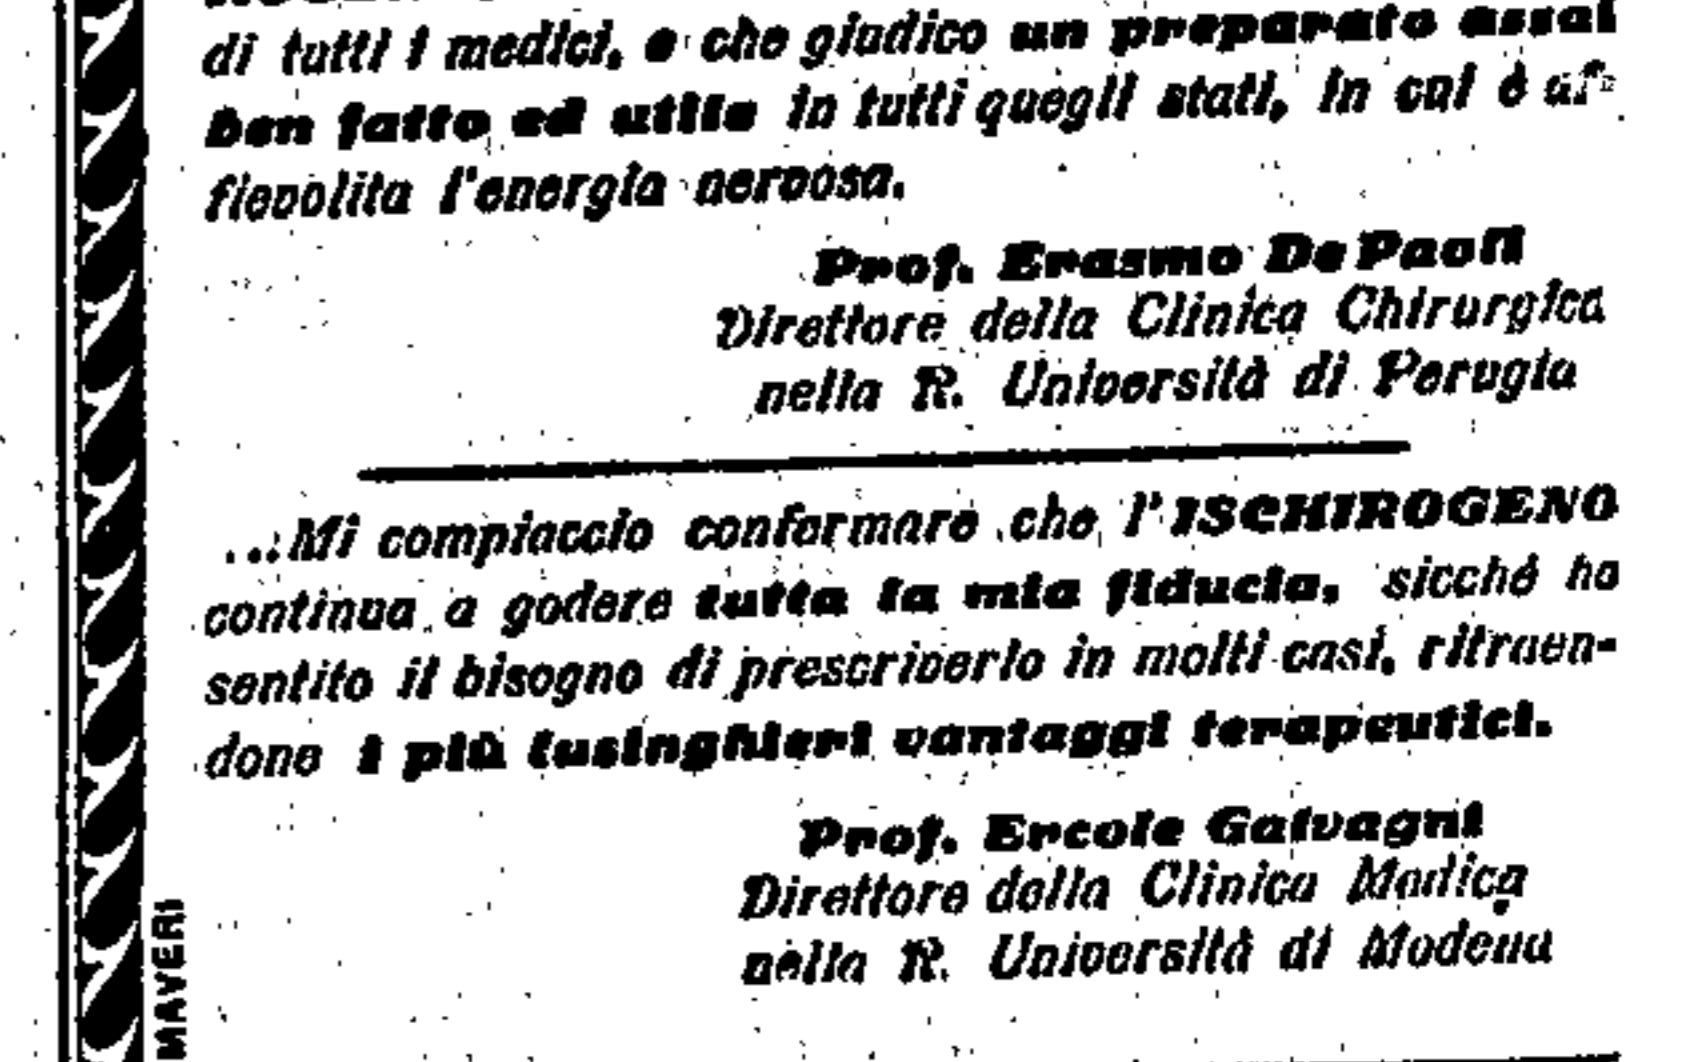 di tutti i medici, e che giudico un preparato assai
ben fatto ed utile in tutti quegli stati, in cui è af-
fievolita l'energia nervosa.
Prof. Erasmo De Paoli
Direttore della Clinica Chirurgica
nella R. Università di Perugia
...Mi compiaccio confermare che l'ISCHIROGENO
continua a godere tutta la mia fiducia, sicché ho
sentito il bisogno di prescriverlo in molti casi, ritraen-
done i più lusinghieri vantaggi terapeutici.
Prof. Ercole Galvagni
Direttore della Clinica Medica
nella R. Università di Modena
MAVERI